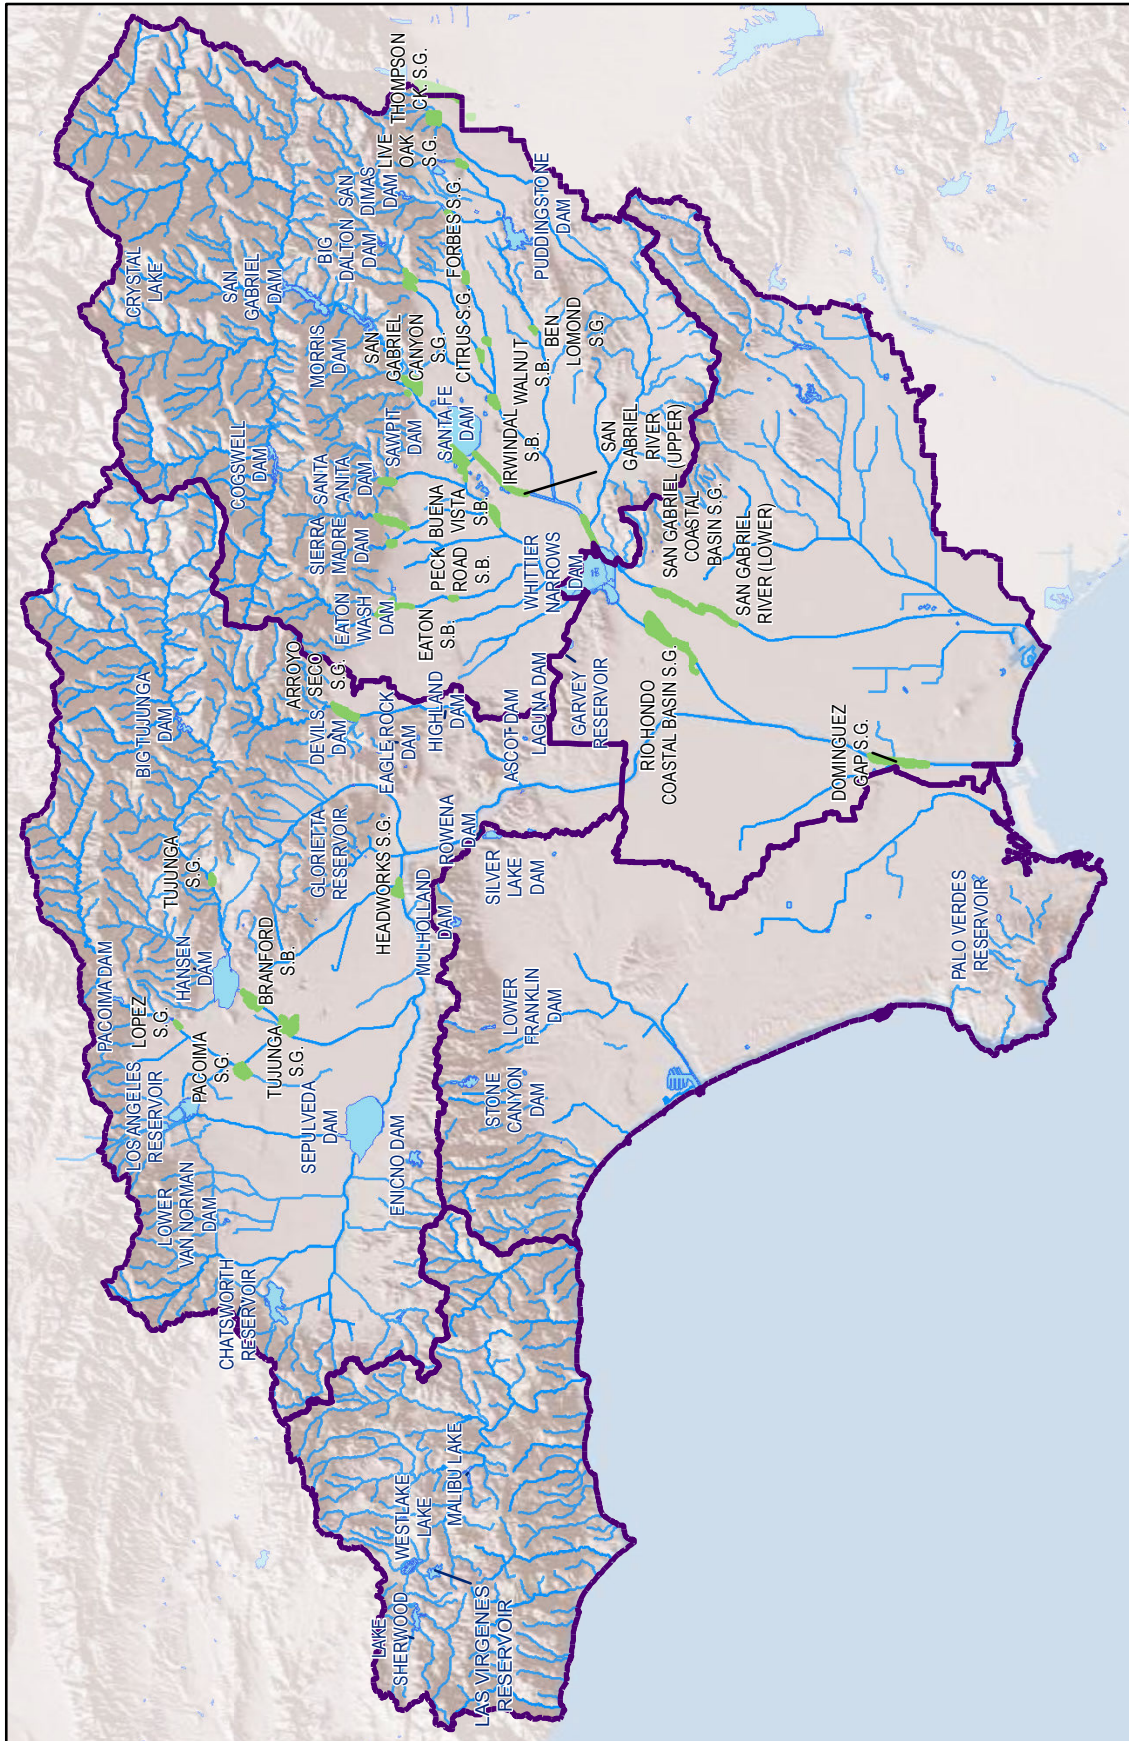 LAKE
SHERWOOD
WESTLAKE
LAKE
LAS VIRGENES
RESERVOIR
MALIBU LAKE
CHATSWORTH
RESERVOIR
LOWER
VAN NORMAN
DAM
LOS ANGELES
RESERVOIR
PACOIMA DAM
LOPEZ
S.G.
PACOIMA
S.G.
HANSEN
DAM
TUJUNGA
S.G.
BRANFORD
S.B.
TUJUNGA
S.G.
SEPULVEDA
DAM
ENICNO DAM
BIG TUJUNGA
DAM
GLORIETTA
RESERVOIR
HEADWORKS S.G.
MULHOLLAND
DAM
STONE
CANYON
DAM
LOWER
FRANKLIN
DAM
SILVER
LAKE
DAM
ROWENA
DAM
DEVILS
DAM
ARROYO
SECO
S.G.
EAGLE ROCK
DAM
HIGHLAND
DAM
ASCOT DAM
LAGUNA DAM
GARVEY
RESERVOIR
EATON
WASH
DAM
EATON
S.B.
SIERRA
MADRE
DAM
SANTA
ANITA
DAM
PECK
ROAD
S.B.
BUENA
VISTA
S.B.
SAWPIT
DAM
SANTA FE
DAM
COGSWELL
DAM
CRYSTAL
LAKE
SAN
GABRIEL
DAM
MORRIS
DAM
SAN
GABRIEL
CANYON
S.G.
BIG
DALTON
DAM
SAN
DIMAS
DAM
LIVE
OAK
S.G.
THOMPSON
CK. S.G.
FORBES S.G.
CITRUS S.G.
PUDDINGSTONE
DAM
BEN
LOMOND
S.G.
WALNUT
S.B.
IRWINDAL
S.B.
SAN
GABRIEL
RIVER
(UPPER)
WHITTIER
NARROWS
DAM
SAN GABRIEL
COASTAL
BASIN S.G.
SAN GABRIEL
RIVER (LOWER)
RIO HONDO
COASTAL BASIN S.G.
DOMINGUEZ
GAP S.G.
PALO VERDES
RESERVOIR